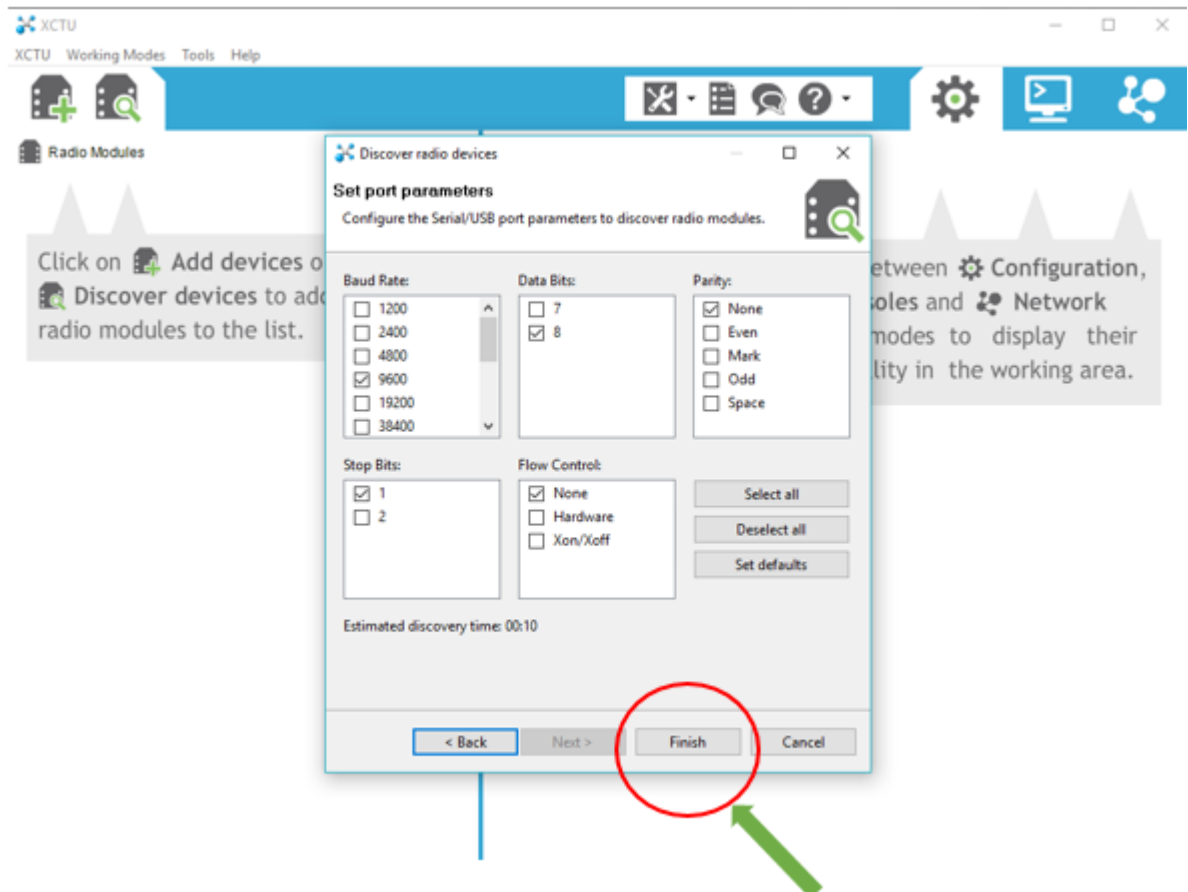 XCTU
XCTU Working Modes Tools Help
Radio Modules
Click on Add devices o
Discover devices to add
radio modules to the list.
etween Configuration,
oles and Network
modes to display their
lity in the working area.
Discover radio devices
Set port parameters
Configure the Serial/USB port parameters to discover radio modules.
Baud Rate:
1200
2400
4800
9600
19200
38400
Data Bits:
7
8
Parity:
None
Even
Mark
Odd
Space
Stop Bits:
1
2
Flow Control:
None
Hardware
Xon/Xoff
Select all
Deselect all
Set defaults
Estimated discovery time: 00:10
< Back Next > Finish Cancel